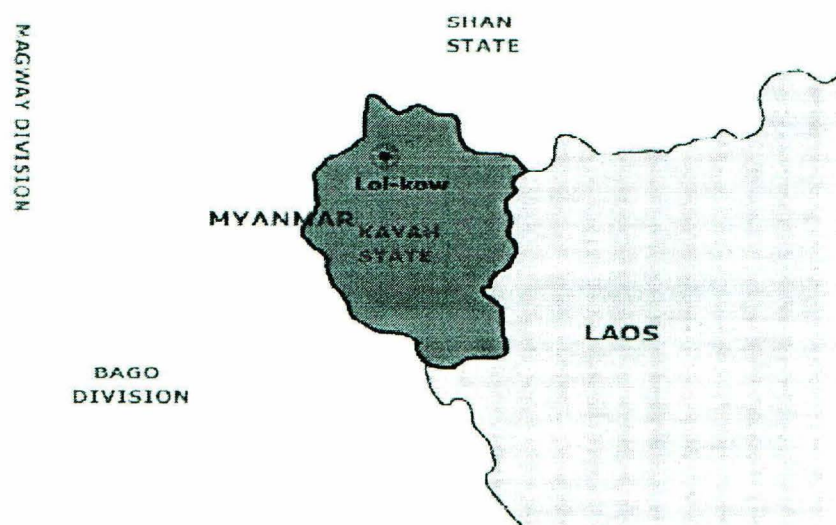 SHAN
STATE
MAGWAY DIVISION
Loi-kow
MYANMAR
KAYAH
STATE
LAOS
BAGO
DIVISION